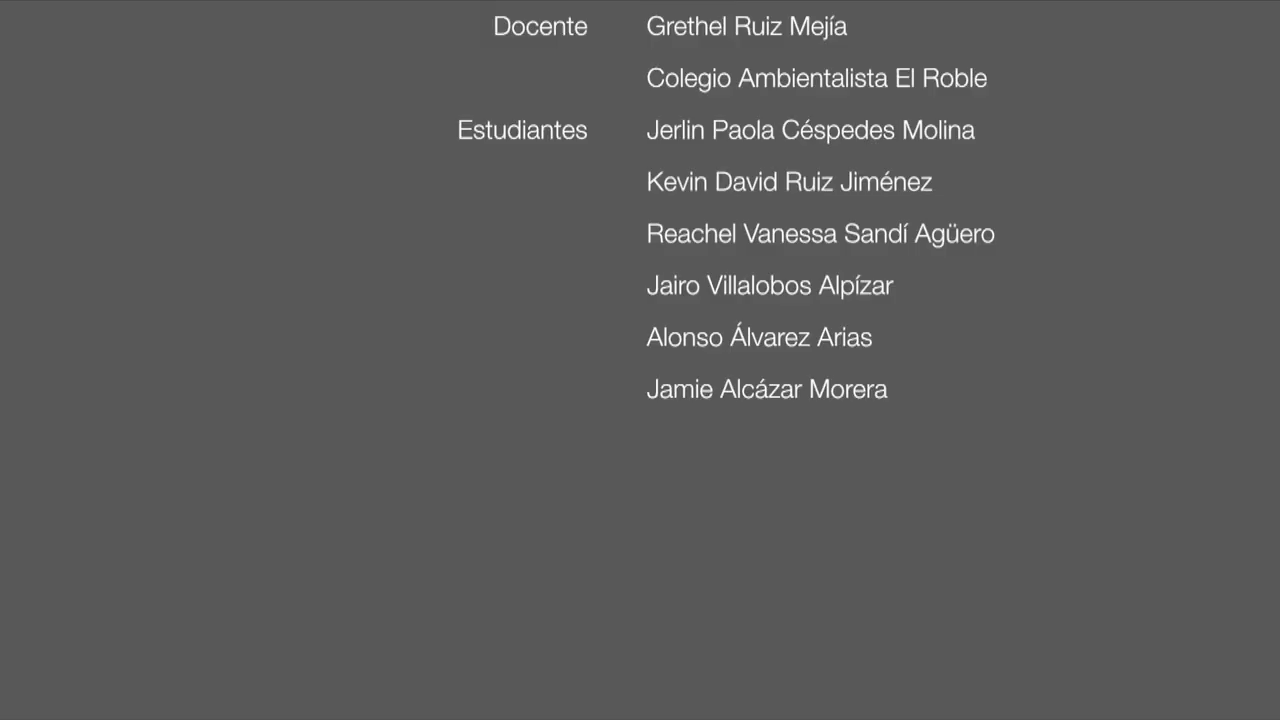 Docente Grethel Ruiz Mejía
Colegio Ambientalista El Roble
Estudiantes Jerlin Paola Céspedes Molina
Kevin David Ruiz Jiménez
Reachel Vanessa Sandí Agüero
Jairo Villalobos Alpízar
Alonso Álvarez Arias
Jamie Alcázar Morera